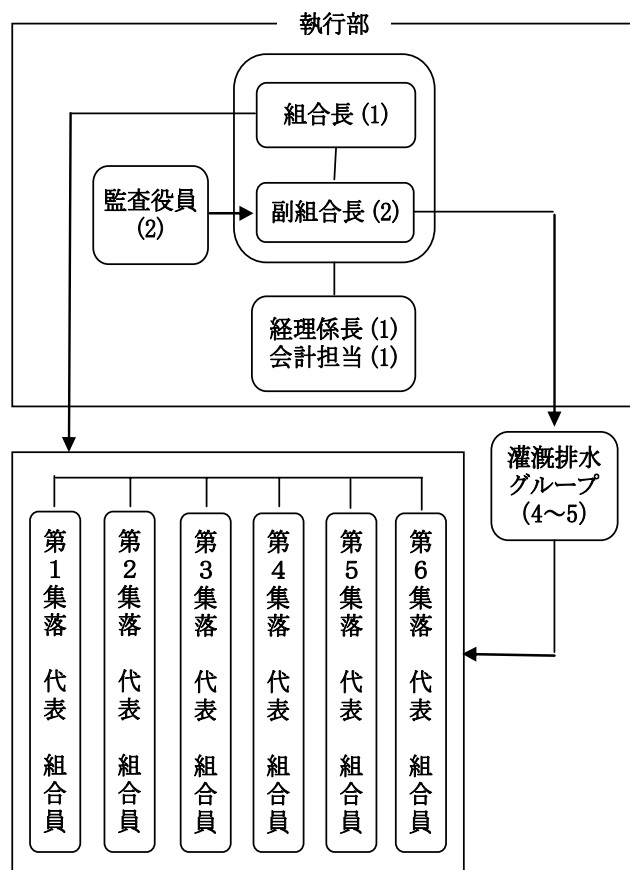 執行部
組合長(1)
監査役員
(2)
副組合長(2)
経理係長(1)
会計担当(1)
灌漑排水
グループ
(4~5)
第1集落 代表 組合員
第2集落 代表 組合員
第3集落 代表 組合員
第4集落 代表 組合員
第5集落 代表 組合員
第6集落 代表 組合員